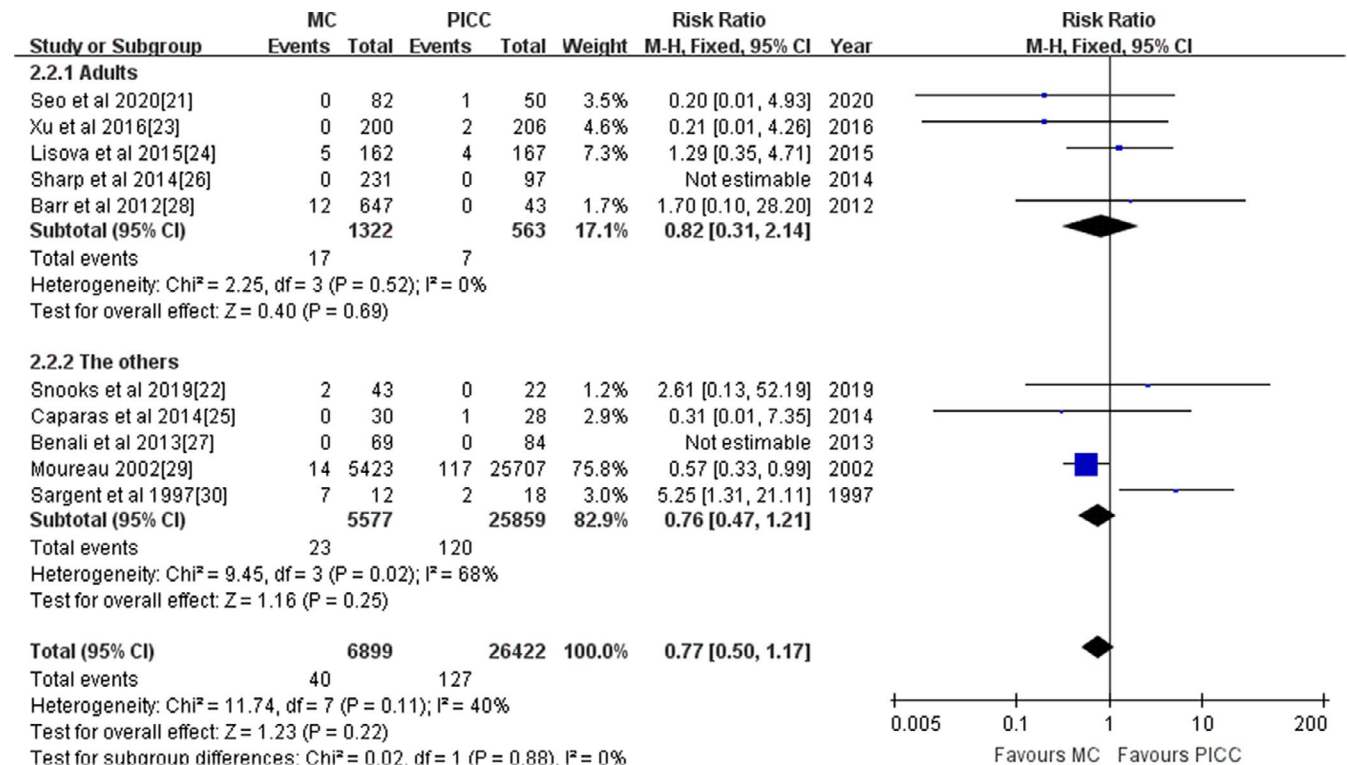 MC PICC Risk Ratio Risk Ratio
Study or Subgroup Events Total Events Total Weight M-H, Fixed, 95% CI Year M-H, Fixed, 95% CI
2.2.1 Adults
Seo et al 2020[21] 0 82 1 50 3.5% 0.20 [0.01, 4.93] 2020
Xu et al 2016[23] 0 200 2 206 4.6% 0.21 [0.01, 4.26] 2016
Lisova et al 2015[24] 5 162 4 167 7.3% 1.29 [0.35, 4.71] 2015
Sharp et al 2014[26] 0 231 0 97 Not estimable 2014
Barr et al 2012[28] 12 647 0 43 1.7% 1.70 [0.10, 28.20] 2012
Subtotal (95% CI) 1322 563 17.1% 0.82 [0.31, 2.14]
Total events 17 7
Heterogeneity: Chi² = 2.25, df = 3 (P = 0.52); I² = 0%
Test for overall effect: Z = 0.40 (P = 0.69)
2.2.2 The others
Snooks et al 2019[22] 2 43 0 22 1.2% 2.61 [0.13, 52.19] 2019
Caparas et al 2014[25] 0 30 1 28 2.9% 0.31 [0.01, 7.35] 2014
Benali et al 2013[27] 0 69 0 84 Not estimable 2013
Moureau 2002[29] 14 5423 117 25707 75.8% 0.57 [0.33, 0.99] 2002
Sargent et al 1997[30] 7 12 2 18 3.0% 5.25 [1.31, 21.11] 1997
Subtotal (95% CI) 5577 25859 82.9% 0.76 [0.47, 1.21]
Total events 23 120
Heterogeneity: Chi² = 9.45, df = 3 (P = 0.02); I² = 68%
Test for overall effect: Z = 1.16 (P = 0.25)
Total (95% CI) 6899 26422 100.0% 0.77 [0.50, 1.17]
Total events 40 127
Heterogeneity: Chi² = 11.74, df = 7 (P = 0.11); I² = 40%
Test for overall effect: Z = 1.23 (P = 0.22)
Test for subgroup differences: Chi² = 0.02, df = 1 (P = 0.88), I² = 0%
0.005 0.1 1 10 200
Favours MC Favours PICC